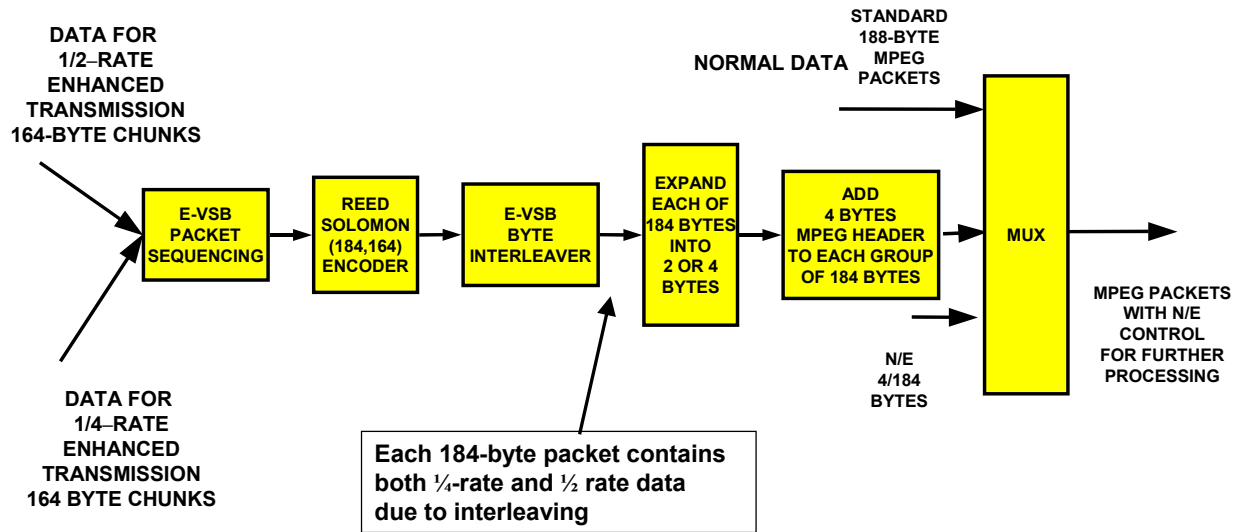 DATA FOR
1/2–RATE
ENHANCED
TRANSMISSION
164-BYTE CHUNKS
STANDARD
188-BYTE
MPEG
PACKETS
NORMAL DATA
E-VSB
PACKET
SEQUENCING
REED
SOLOMON
(184,164)
ENCODER
E-VSB
BYTE
INTERLEAVER
EXPAND
EACH OF
184 BYTES
INTO
2 OR 4
BYTES
ADD
4 BYTES
MPEG HEADER
TO EACH GROUP
OF 184 BYTES
MUX
N/E
4/184
BYTES
MPEG PACKETS
WITH N/E
CONTROL
FOR FURTHER
PROCESSING
DATA FOR
1/4–RATE
ENHANCED
TRANSMISSION
164 BYTE CHUNKS
Each 184-byte packet contains
both ¼-rate and ½ rate data
due to interleaving